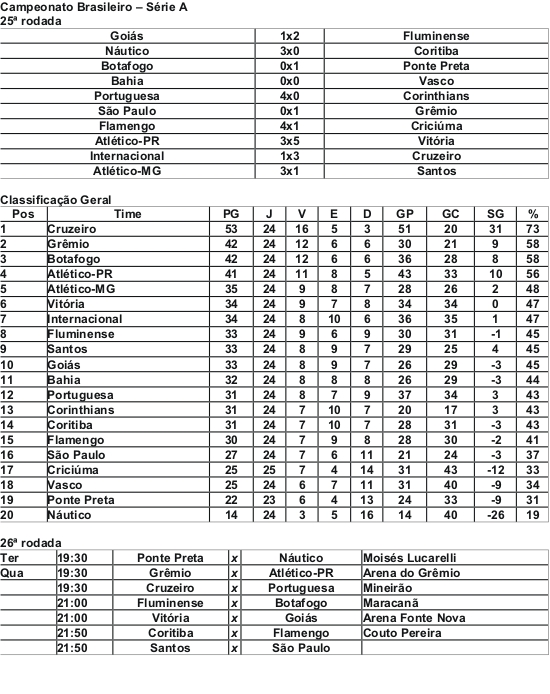 Campeonato Brasileiro – Série A
25ª rodada
Goiás 1x2 Fluminense
Náutico 3x0 Coritiba
Botafogo 0x1 Ponte Preta
Bahia 0x0 Vasco
Portuguesa 4x0 Corinthians
São Paulo 0x1 Grêmio
Flamengo 4x1 Criciúma
Atlético-PR 3x5 Vitória
Internacional 1x3 Cruzeiro
Atlético-MG 3x1 Santos
Classificação Geral
Pos Time PG J V E D GP GC SG %
1 Cruzeiro 53 24 16 5 3 51 20 31 73
2 Grêmio 42 24 12 6 6 30 21 9 58
3 Botafogo 42 24 12 6 6 36 28 8 58
4 Atlético-PR 41 24 11 8 5 43 33 10 56
5 Atlético-MG 35 24 9 8 7 28 26 2 48
6 Vitória 34 24 9 7 8 34 34 0 47
7 Internacional 34 24 8 10 6 36 35 1 47
8 Fluminense 33 24 9 6 9 30 31 -1 45
9 Santos 33 24 8 9 7 29 25 4 45
10 Goiás 33 24 8 9 7 26 29 -3 45
11 Bahia 32 24 8 8 8 26 29 -3 44
12 Portuguesa 31 24 8 7 9 37 34 3 43
13 Corinthians 31 24 7 10 7 20 17 3 43
14 Coritiba 31 24 7 10 7 28 31 -3 43
15 Flamengo 30 24 7 9 8 28 30 -2 41
16 São Paulo 27 24 7 6 11 21 24 -3 37
17 Criciúma 25 25 7 4 14 31 43 -12 33
18 Vasco 25 24 6 7 11 31 40 -9 34
19 Ponte Preta 22 23 6 4 13 24 33 -9 31
20 Náutico 14 24 3 5 16 14 40 -26 19
26ª rodada
Ter 19:30 Ponte Preta x Náutico Moisés Lucarelli
Qua 19:30 Grêmio x Atlético-PR Arena do Grêmio
19:30 Cruzeiro x Portuguesa Mineirão
21:00 Fluminense x Botafogo Maracanã
21:00 Vitória x Goiás Arena Fonte Nova
21:50 Coritiba x Flamengo Couto Pereira
21:50 Santos x São Paulo